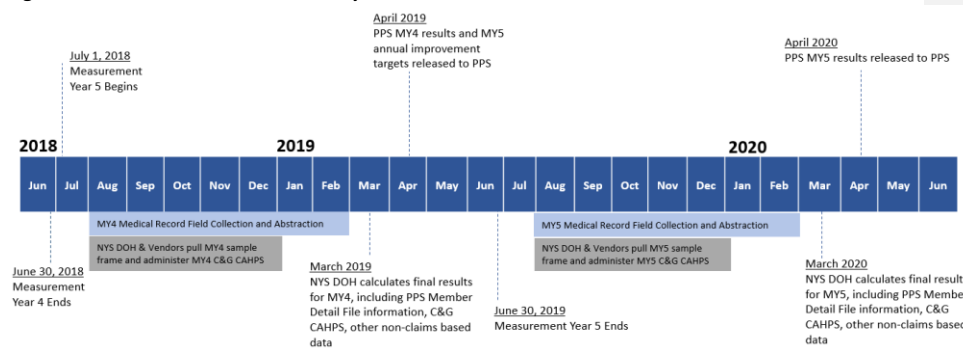 April 2019
PPS MY4 results and MY5
annual improvement
targets released to PPS
July 1, 2018
Measurement
Year 5 Begins
April 2020
PPS MY5 results released to PPS
2018
2019
2020
Jun Jul Aug Sep Oct Nov Dec Jan Feb Mar Apr May Jun Jul Aug Sep Oct Nov Dec Jan Feb Mar Apr May Jun
MY4 Medical Record Field Collection and Abstraction
MY5 Medical Record Field Collection and Abstraction
NYS DOH & Vendors pull MY4 sample
frame and administer MY4 C&G CAHPS
NYS DOH & Vendors pull MY5 sample
frame and administer MY5 C&G CAHPS
June 30, 2018
Measurement
Year 4 Ends
March 2019
NYS DOH calculates final results
for MY4, including PPS Member
Detail File information, C&G
CAHPS, other non-claims based
data
June 30, 2019
Measurement Year 5 Ends
March 2020
NYS DOH calculates final results
for MY5, including PPS Member
Detail File information, C&G
CAHPS, other non-claims based
data